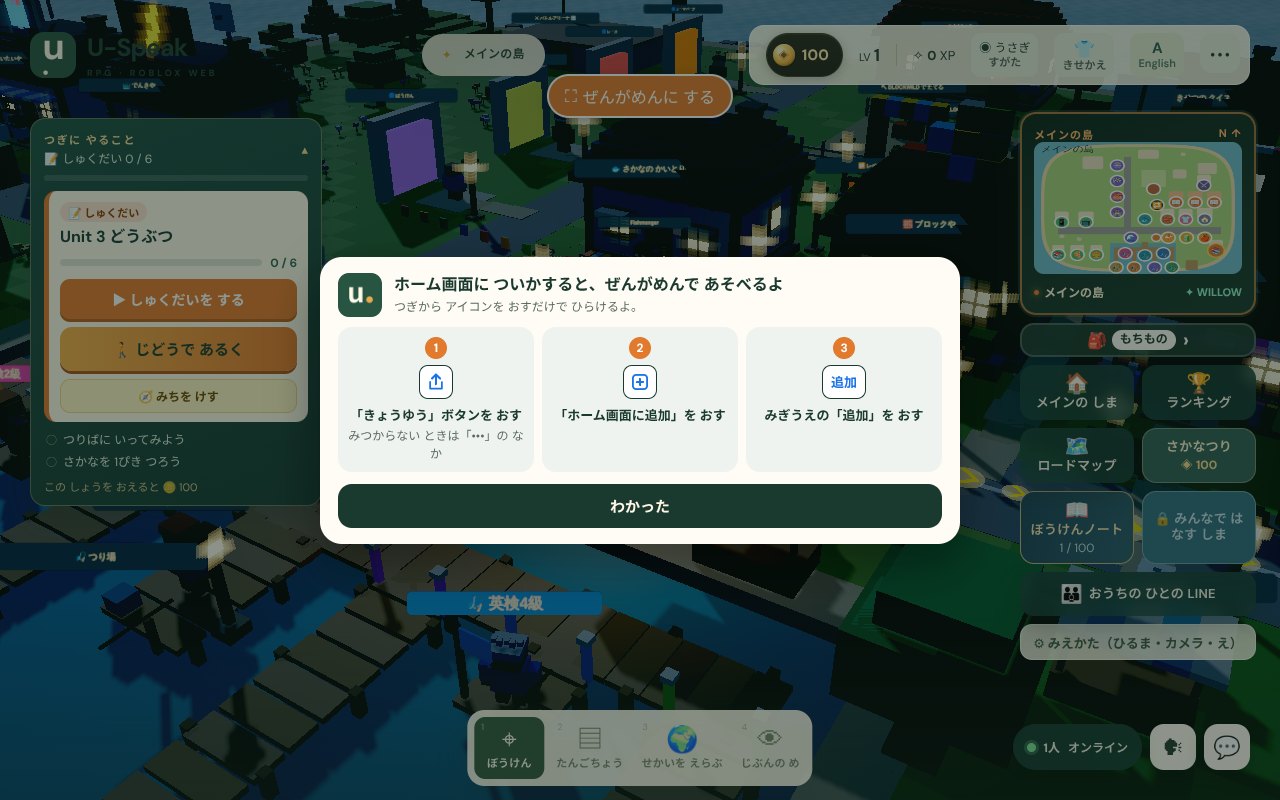 U-Speak
RPG · ROBLOX WEB
✦ メインの島
100
LV 1
✧ 0 XP
◉ うさぎ
すがた
👕
きせかえ
A
English
•••
⛶ ぜんがめんに する
つぎに やること
📝 しゅくだい 0 / 6
▲
📝 しゅくだい
Unit 3 どうぶつ
0 / 6
▶ しゅくだいを する
🚶 じどうで あるく
🧭 みちを けす
つりばに いってみよう
さかなを 1ぴき つろう
この しょうを おえると 🪙 100
でんきや
ぼうけん
🐟 さかなの かいとり
Fishmonger
🧱 ブロックや
検2級
🎣 つり場
🎣 英検4級
u.
ホーム画面に ついかすると、ぜんがめんで あそべるよ
つぎから アイコンを おすだけで ひらけるよ。
1
「きょうゆう」ボタンを おす
みつからない ときは「•••」の な
か
2
「ホーム画面に追加」を おす
3
追加
みぎうえの「追加」を おす
わかった
メインの島
N ↑
メインの島
メインの島
✦ WILLOW
🎒 もちもの ›
🏠
メインの しま
🏆
ランキング
🗺️
ロードマップ
さかなつり
◈ 100
📖
ぼうけんノート
1 / 100
🔒 みんなで は
なす しま
👪 おうちの ひとの LINE
⚙ みえかた（ひるま・カメラ・え）
1
ぼうけん
2
たんごちょう
3
せかいを えらぶ
4
じぶんの め
1人 オンライン